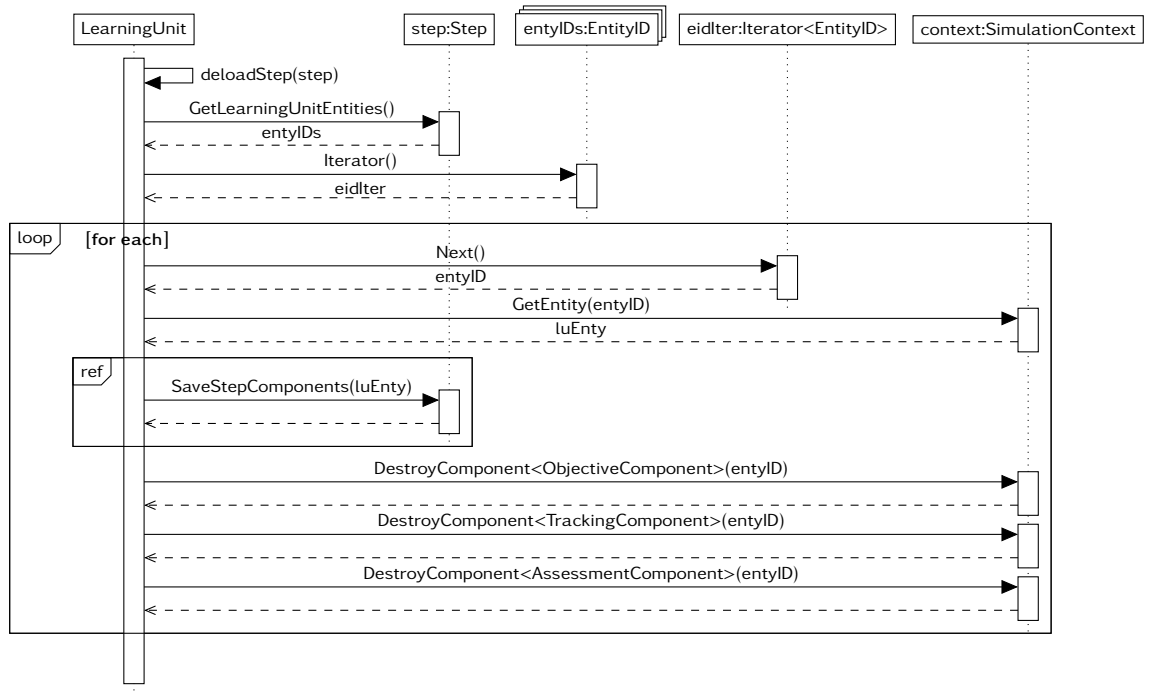 LearningUnit
step:Step
entyIDs:EntityID
eidIter:Iterator<EntityID>
context:SimulationContext
deloadStep(step)
GetLearningUnitEntities()
entyIDs
Iterator()
eidIter
loop
[for each]
Next()
entyID
GetEntity(entyID)
luEnty
ref
SaveStepComponents(luEnty)
DestroyComponent<ObjectiveComponent>(entyID)
DestroyComponent<TrackingComponent>(entyID)
DestroyComponent<AssessmentComponent>(entyID)